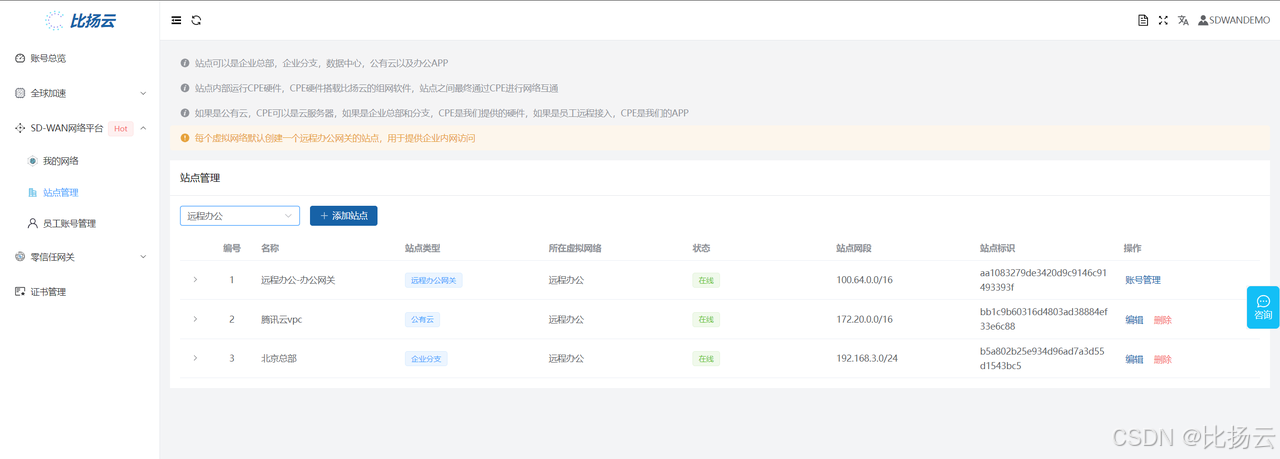 比扬云
SDWANDEMO
账号总览
全球加速
SD-WAN网络平台 Hot
我的网络
站点管理
员工账号管理
零信任网关
证书管理
站点可以是企业总部，企业分支，数据中心，公有云以及办公APP
站点内部运行CPE硬件，CPE硬件搭载比扬云的组网软件，站点之间最终通过CPE进行网络互通
如果是公有云，CPE可以是云服务器，如果是企业总部和分支，CPE是我们提供的硬件，如果是员工远程接入，CPE是我们的APP
每个虚拟网络默认创建一个远程办公网关的站点，用于提供企业内网访问
站点管理
远程办公 添加站点
编号 名称 站点类型 所在虚拟网络 状态 站点网段 站点标识 操作
1 远程办公-办公网关 远程办公网关 远程办公 在线 100.64.0.0/16 aa1083279de3420d9c9146c91
493393f 账号管理
2 腾讯云vpc 公有云 远程办公 在线 172.20.0.0/16 bb1c9b60316d4803ad38884ef
33e6c88 编辑 删除
3 北京总部 企业分支 远程办公 在线 192.168.3.0/24 b5a802b25e934d96ad7a3d55
d1543bc5 编辑 删除
咨询
CSDN @比扬云